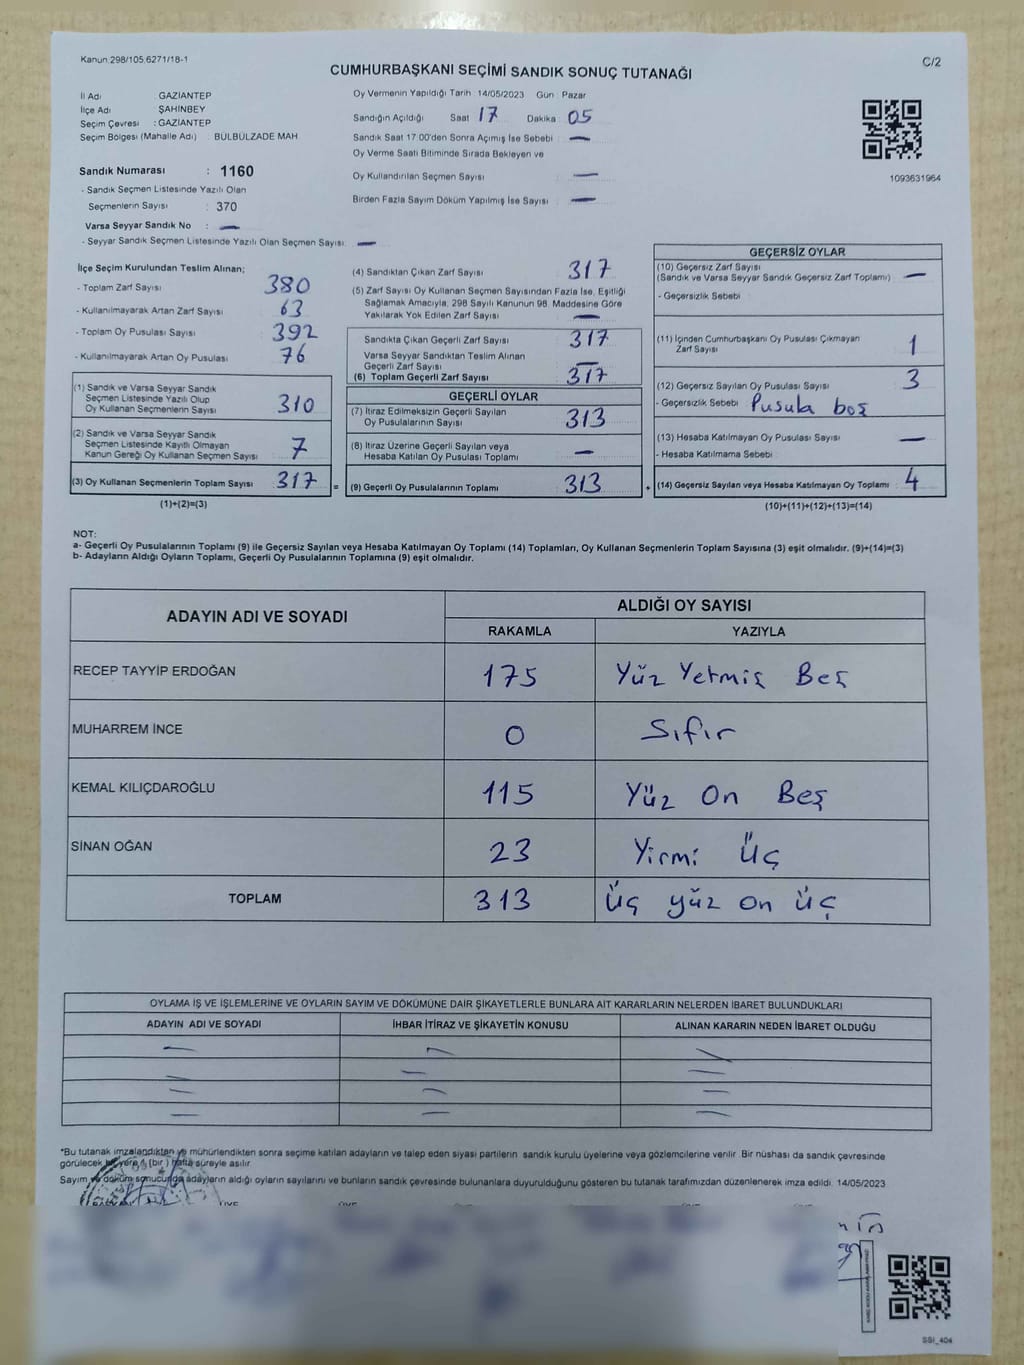 Kanun:298/105,6271/18-1
C/2
CUMHURBAŞKANI SEÇİMİ SANDIK SONUÇ TUTANAĞI
İl Adı GAZİANTEP
İlçe Adı ŞAHİNBEY
Seçim Çevresi : GAZİANTEP
Seçim Bölgesi (Mahalle Adı) : BÜLBÜLZADE MAH.
Sandık Numarası : 1160
- Sandık Seçmen Listesinde Yazılı Olan
Seçmenlerin Sayısı : 370
Varsa Seyyar Sandık No : —
- Seyyar Sandık Seçmen Listesinde Yazılı Olan Seçmen Sayısı: —
Oy Vermenin Yapıldığı Tarih : 14/05/2023 Gün : Pazar
Sandığın Açıldığı Saat 17 Dakika 05
Sandık Saat 17:00'den Sonra Açımış İse Sebebi : —
Oy Verme Saati Bitiminde Sırada Bekleyen ve
Oy Kullandırılan Seçmen Sayısı : —
Birden Fazla Sayım Döküm Yapılmış İse Sayısı : —
1093631964
İlçe Seçim Kurulundan Teslim Alınan;
- Toplam Zarf Sayısı : 380
- Kullanılmayarak Artan Zarf Sayısı : 63
- Toplam Oy Pusulası Sayısı : 392
- Kullanılmayarak Artan Oy Pusulası : 76
(1) Sandık ve Varsa Seyyar Sandık
Seçmen Listesinde Yazılı Olup
Oy Kullanan Seçmenlerin Sayısı : 310
(2) Sandık ve Varsa Seyyar Sandık
Seçmen Listesinde Kayıtlı Olmayan
Kanun Gereği Oy Kullanan Seçmen Sayısı : 7
(3) Oy Kullanan Seçmenlerin Toplam Sayısı : 317 =
(1)+(2)=(3)
(4) Sandıktan Çıkan Zarf Sayısı : 317
(5) Zarf Sayısı Oy Kullanan Seçmen Sayısından Fazla İse, Eşitliği
Sağlamak Amacıyla, 298 Sayılı Kanunun 98. Maddesine Göre
Yakılarak Yok Edilen Zarf Sayısı : —
Sandıkta Çıkan Geçerli Zarf Sayısı : 317
Varsa Seyyar Sandıktan Teslim Alınan
Geçerli Zarf Sayısı : —
(6) Toplam Geçerli Zarf Sayısı : 317
GEÇERLİ OYLAR
(7) İtiraz Edilmeksizin Geçerli Sayılan
Oy Pusulalarının Sayısı : 313
(8) İtiraz Üzerine Geçerli Sayılan veya
Hesaba Katılan Oy Pusulası Toplamı : —
(9) Geçerli Oy Pusulalarının Toplamı : 313 +
GEÇERSİZ OYLAR
(10) Geçersiz Zarf Sayısı
(Sandık ve Varsa Seyyar Sandık Geçersiz Zarf Toplamı) : —
- Geçersizlik Sebebi :
(11) İçinden Cumhurbaşkanı Oy Pusulası Çıkmayan
Zarf Sayısı : 1
(12) Geçersiz Sayılan Oy Pusulası Sayısı : 3
- Geçersizlik Sebebi : Pusula boş
(13) Hesaba Katılmayan Oy Pusulası Sayısı : —
- Hesaba Katılmama Sebebi :
(14) Geçersiz Sayılan veya Hesaba Katılmayan Oy Toplamı : 4
(10)+(11)+(12)+(13)=(14)
NOT:
a- Geçerli Oy Pusulalarının Toplamı (9) ile Geçersiz Sayılan veya Hesaba Katılmayan Oy Toplamı (14) Toplamları, Oy Kullanan Seçmenlerin Toplam Sayısına (3) eşit olmalıdır. (9)+(14)=(3)
b- Adayların Aldığı Oyların Toplamı, Geçerli Oy Pusulalarının Toplamına (9) eşit olmalıdır.
ADAYIN ADI VE SOYADI
ALDIĞI OY SAYISI
RAKAMLA YAZIYLA
RECEP TAYYİP ERDOĞAN 175 Yüz Yetmiş Beş
MUHARREM İNCE 0 Sıfır
KEMAL KILIÇDAROĞLU 115 Yüz On Beş
SİNAN OĞAN 23 Yirmi Üç
TOPLAM 313 Üç yüz on üç
OYLAMA İŞ VE İŞLEMLERİNE VE OYLARIN SAYIM VE DÖKÜMÜNE DAİR ŞİKAYETLERLE BUNLARA AİT KARARLARIN NELERDEN İBARET BULUNDUKLARI
ADAYIN ADI VE SOYADI İHBAR İTİRAZ VE ŞİKAYETİN KONUSU ALINAN KARARIN NEDEN İBARET OLDUĞU
— — —
— — —
— — —
— — —
*Bu tutanak imzalandıktan ve mühürlendikten sonra seçime katılan adayların ve talep eden siyasi partilerin sandık kurulu üyelerine veya gözlemcilerine verilir. Bir nüshası da sandık çevresinde
görülecek bir yere 1 (bir) hafta süreyle asılır.
Sayım ve döküm sonucunda adayların aldığı oyların sayılarını ve bunların sandık çevresinde bulunanlara duyurulduğunu gösteren bu tutanak tarafımızdan düzenlenerek imza edildi. 14/05/2023
SSI_404